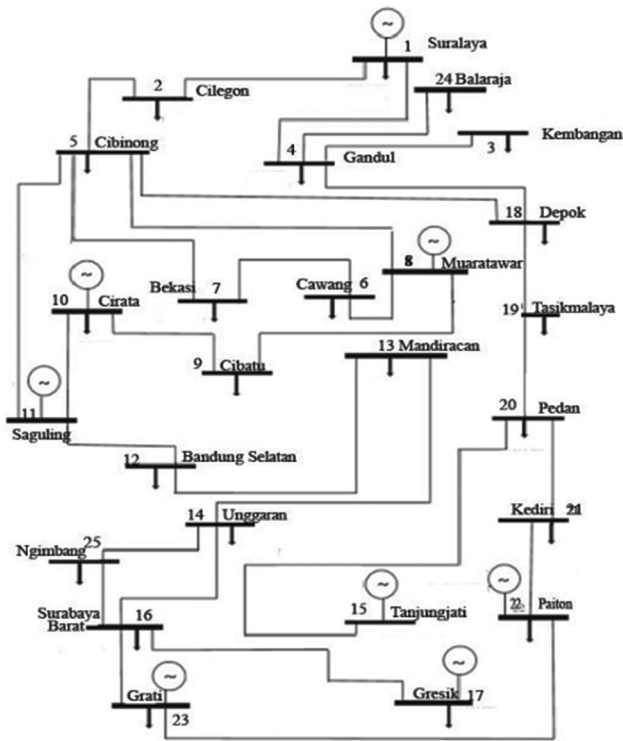 1 Suralaya
2 Cilegon
24 Balaraja
5 Cibinong
Kembangan
3
4 Gandul
18 Depok
8 Muaratawar
Bekasi 7
Cawang 6
10 Cirata
19 Tasikmalaya
13 Mandiracan
9 Cibatu
11
Saguling
20 Pedan
12 Bandung Selatan
14 Unggaran
Kediri 21
Ngimbang 25
15 Tanjungjati
22 Paiton
Surabaya
Barat 16
Grati
23
Gresik 17
~
~
~
~
~
~
~
~